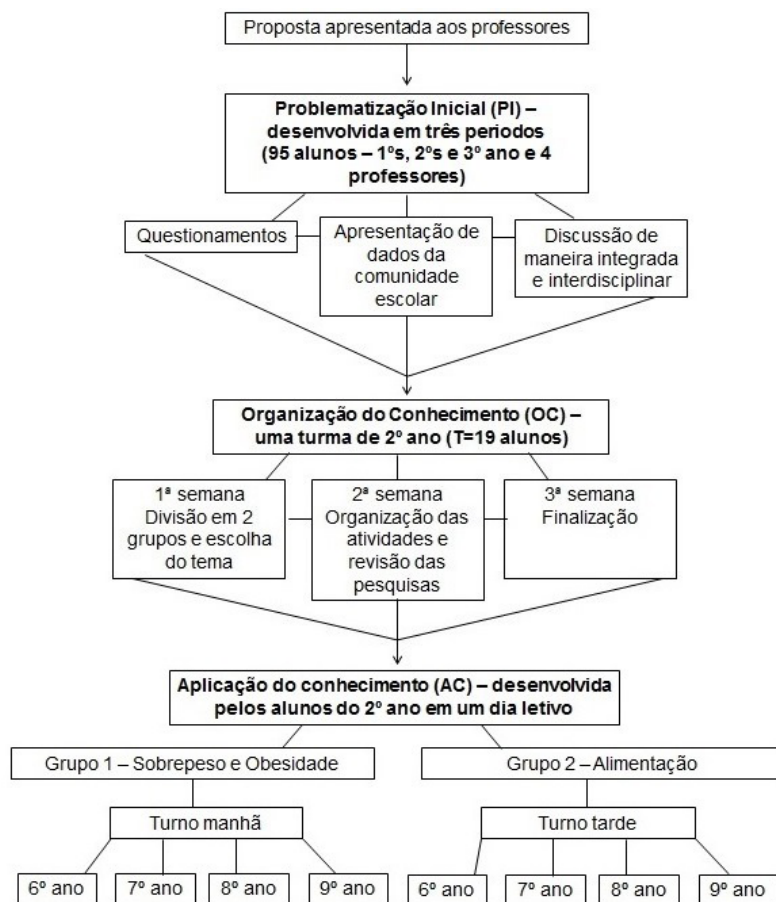 Proposta apresentada aos professores
Problematização Inicial (PI) –
desenvolvida em três periodos
(95 alunos – 1ºs, 2ºs e 3º ano e 4
professores)
Questionamentos
Apresentação de
dados da
comunidade
escolar
Discussão de
maneira integrada
e interdisciplinar
Organização do Conhecimento (OC) –
uma turma de 2º ano (T=19 alunos)
1ª semana
Divisão em 2
grupos e escolha
do tema
2ª semana
Organização das
atividades e
revisão das
pesquisas
3ª semana
Finalização
Aplicação do conhecimento (AC) – desenvolvida
pelos alunos do 2º ano em um dia letivo
Grupo 1 – Sobrepeso e Obesidade
Grupo 2 – Alimentação
Turno manhã
Turno tarde
6º ano
7º ano
8º ano
9º ano
6º ano
7º ano
8º ano
9º ano